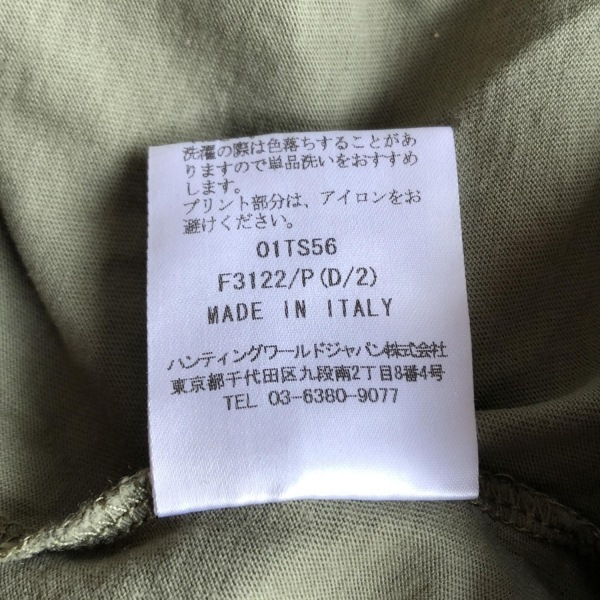 洗濯の際は色落ちすることがあ
りますので単品洗いをおすすめ
します。
プリント部分は、アイロンをお
避けください。
01TS56
F3122/P(D/2)
MADE IN ITALY
ハンティングワールドジャパン株式会社
東京都千代田区九段南2丁目8番4号
TEL 03-6380-9077